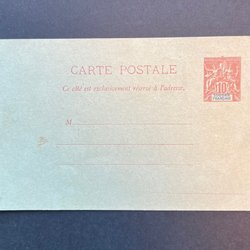 CARTE POSTALE
Ce côté est exclusivement réservé à l'adresse.
10
FRANÇAISE
M